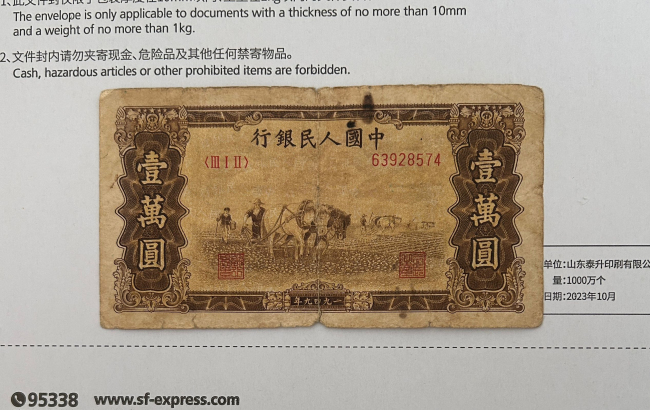 The envelope is only applicable to documents with a thickness of no more than 10mm
and a weight of no more than 1kg.
2、文件封内请勿夹寄现金、危险品及其他任何禁寄物品。
Cash, hazardous articles or other prohibited items are forbidden.
行銀民人國中
〈III I II〉
63928574
壹萬圓
壹萬圓
年九四九一
单位:山东泰升印刷有限公
量:1000万个
日期:2023年10月
95338 www.sf-express.com